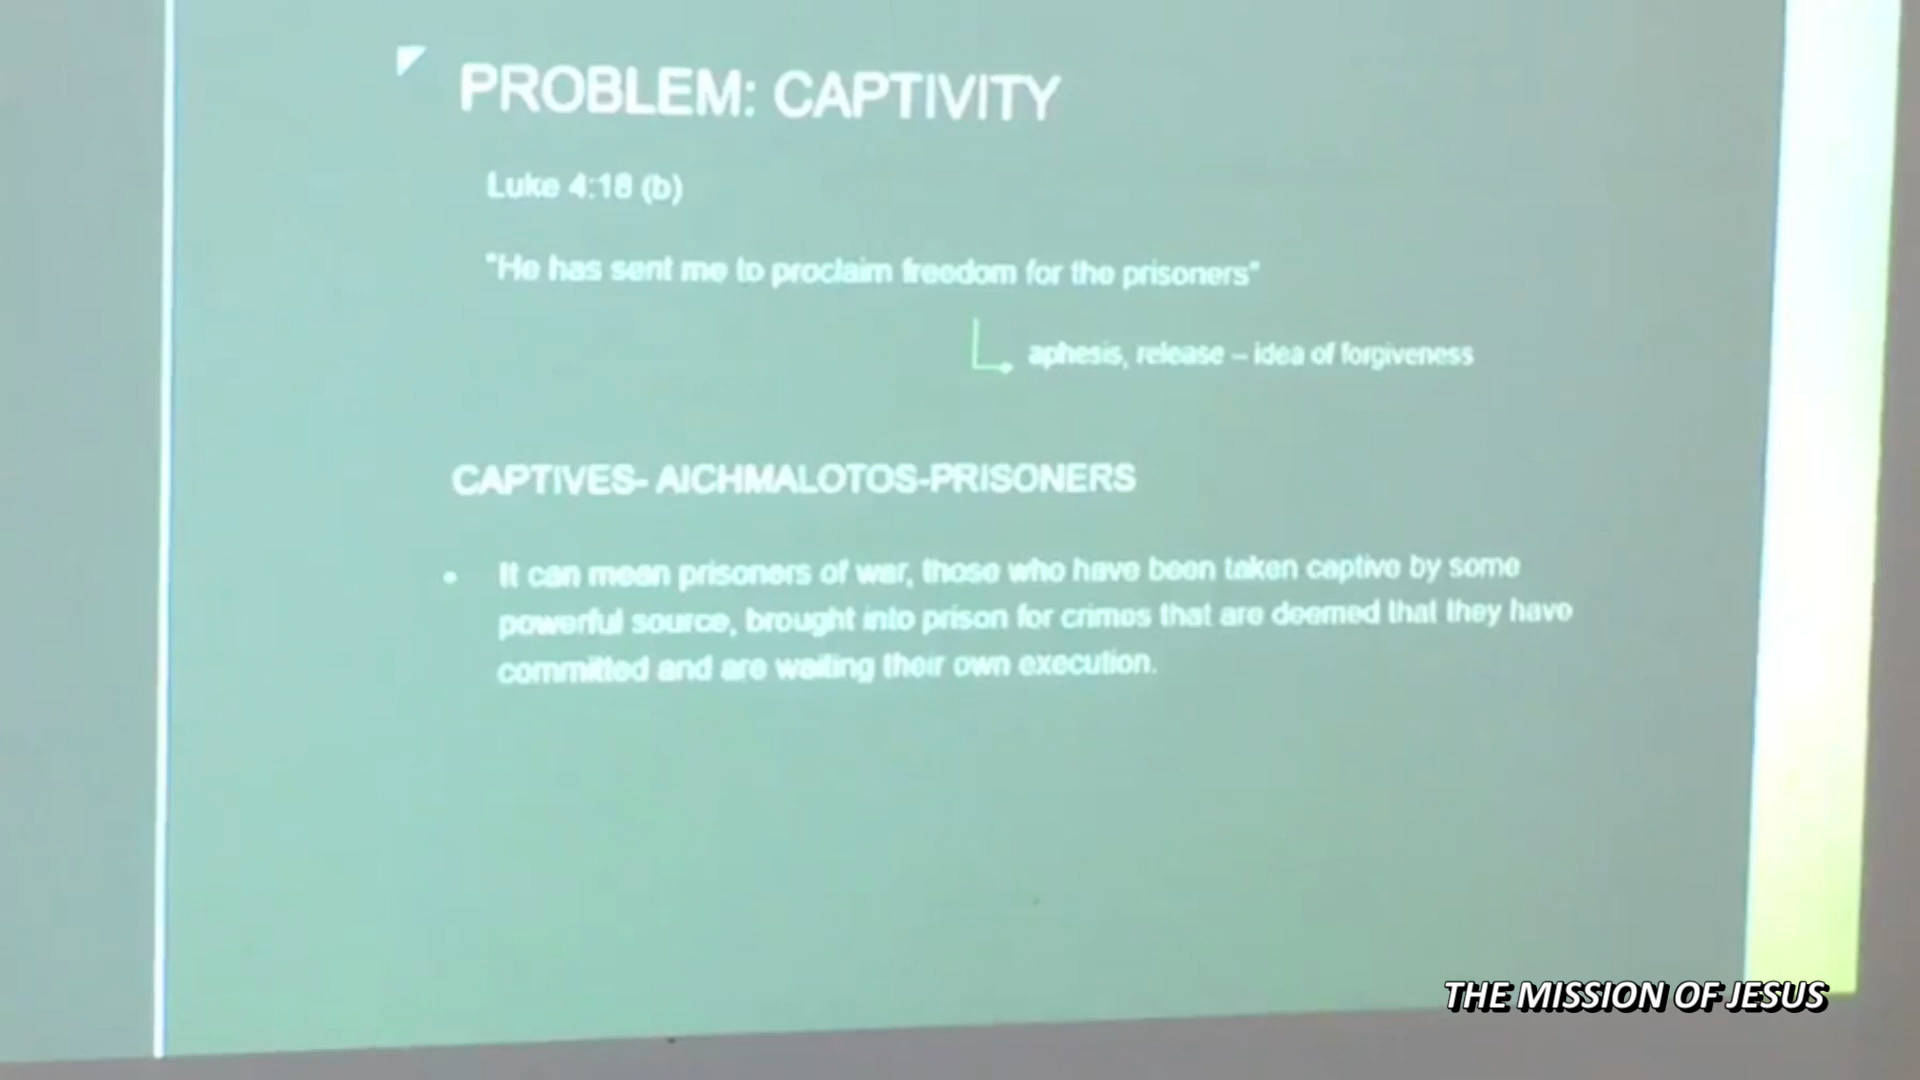 PROBLEM: CAPTIVITY
Luke 4:18 (b)
"He has sent me to proclaim freedom for the prisoners"
aphesis, release – idea of forgiveness
CAPTIVES- AICHMALOTOS-PRISONERS
• It can mean prisoners of war, those who have been taken captive by some
powerful source, brought into prison for crimes that are deemed that they have
committed and are waiting their own execution.
THE MISSION OF JESUS